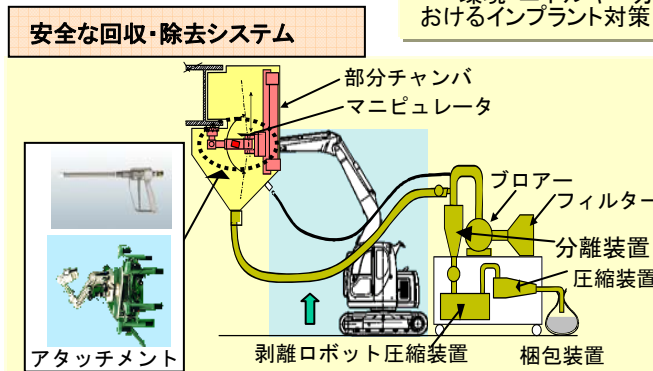 おけるインプラント対策
安全な回収・除去システム
部分チャンバ
マニピュレータ
ブロアー
フィルター
分離装置
圧縮装置
アタッチメント
剥離ロボット
圧縮装置
梱包装置